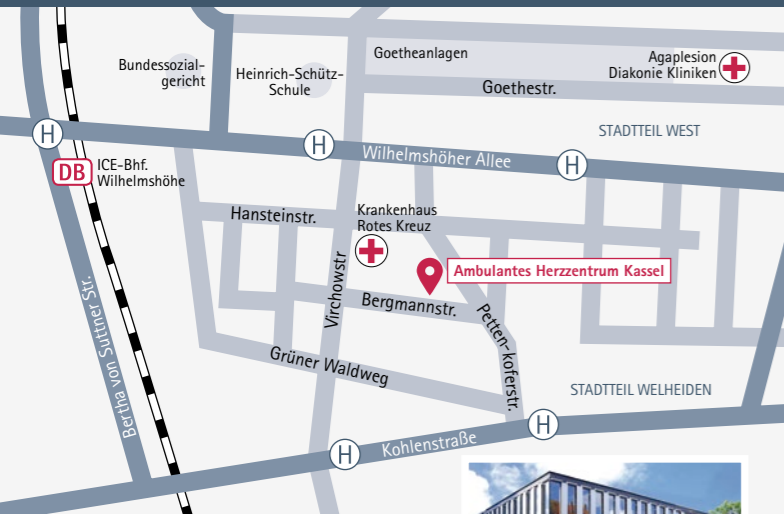 Bundessozial-
gericht
Heinrich-Schütz-
Schule
Goetheanlagen
Agaplesion
Diakonie Kliniken
Goethestr.
STADTTEIL WEST
H
H
H
Wilhelmshöher Allee
DB
ICE-Bhf.
Wilhelmshöhe
Hansteinstr.
Krankenhaus
Rotes Kreuz
Ambulantes Herzzentrum Kassel
Virchowstr
Bergmannstr.
Petten-koferstr.
Bertha von Suttner Str.
Grüner Waldweg
STADTTEIL WELHEIDEN
H
H
Kohlenstraße